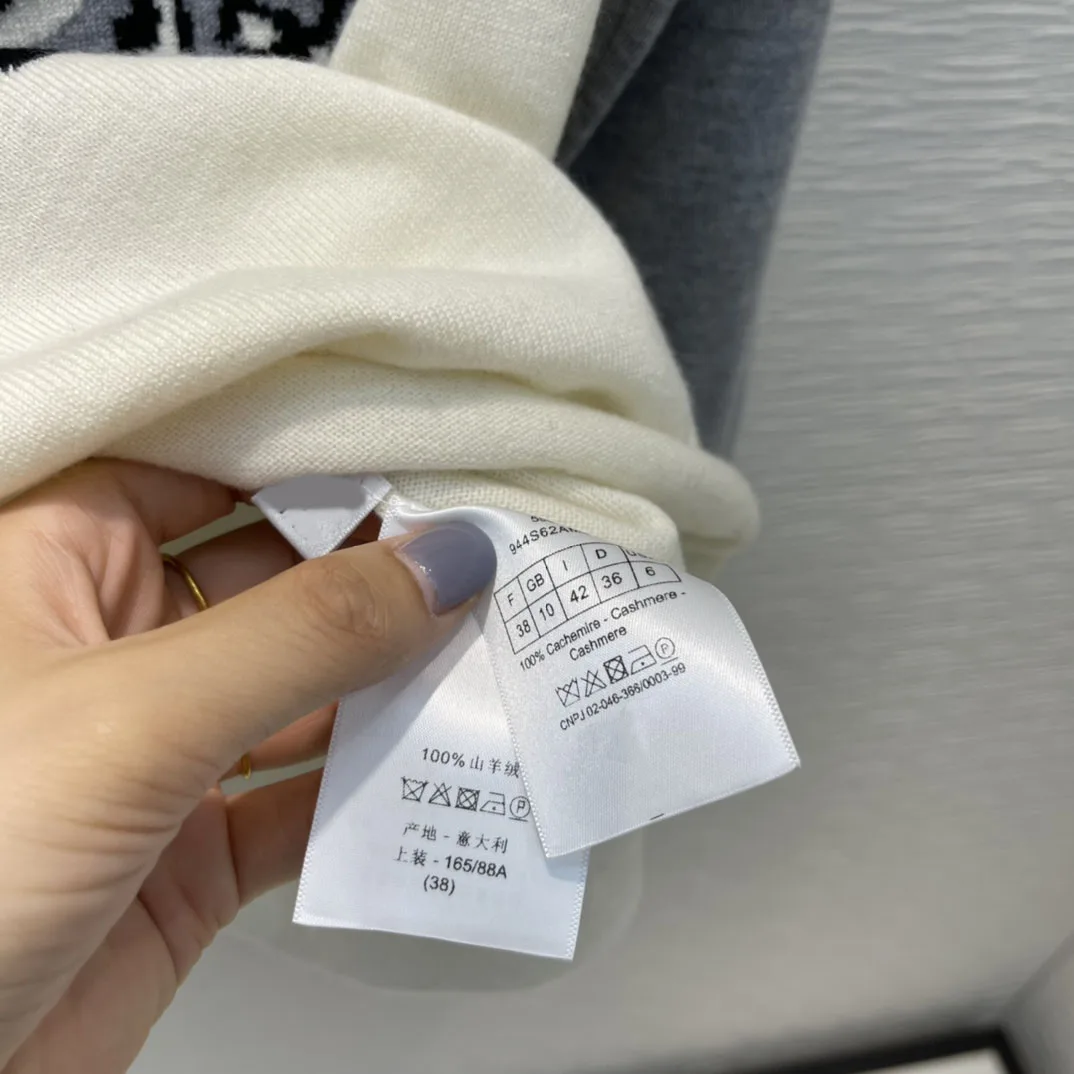 944S62A
F GB I D
38 10 42 36 6
100% Cachemire - Cashmere -
Cashmere
P
CNPJ 02-046-366/0003-99
100%山羊绒
P
产地 - 意大利
上装 - 165/88A
(38)